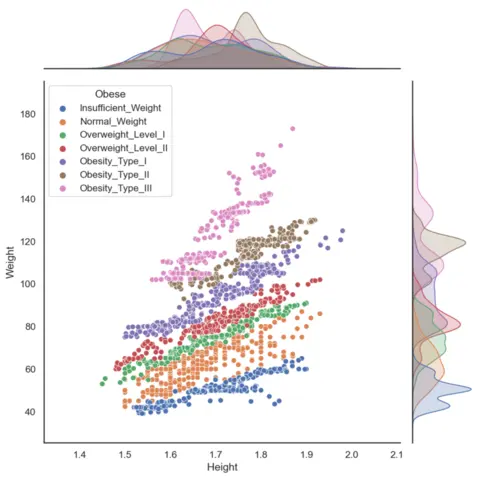 Obese
Insufficient_Weight
Normal_Weight
Overweight_Level_I
Overweight_Level_II
Obesity_Type_I
Obesity_Type_II
Obesity_Type_III
180
160
140
120
100
80
60
40
Weight
1.4 1.5 1.6 1.7 1.8 1.9 2.0 2.1
Height